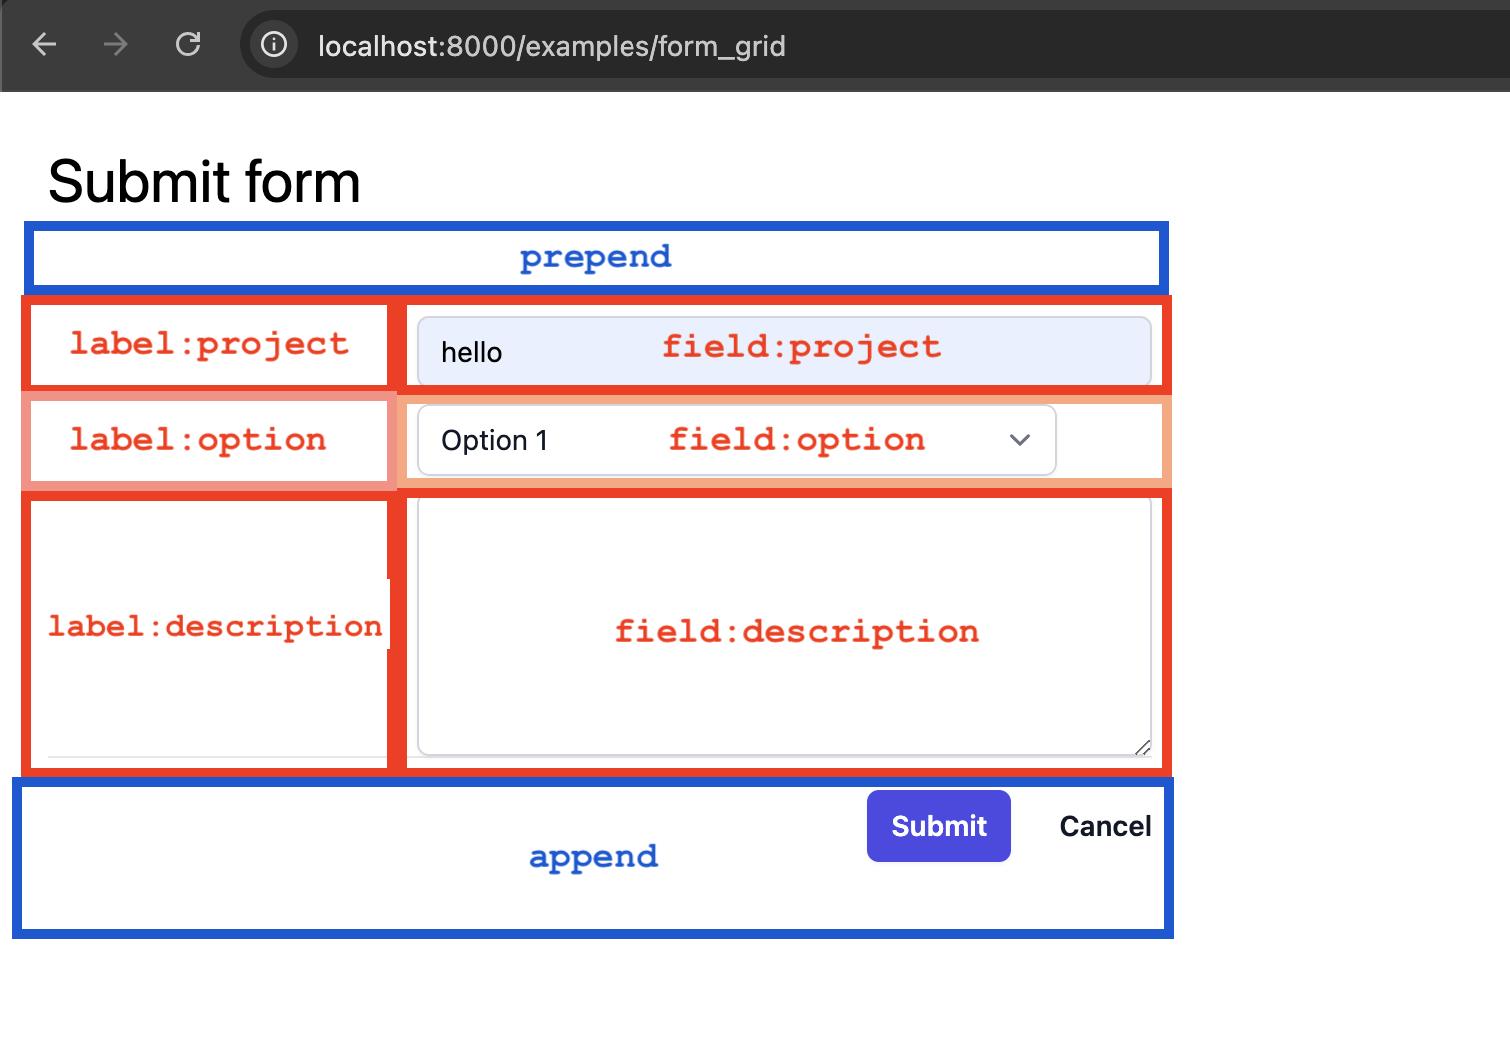 localhost:8000/examples/form_grid
Submit form
prepend
label:project
hello field:project
label:option
Option 1 field:option
label:description
field:description
Submit Cancel
append